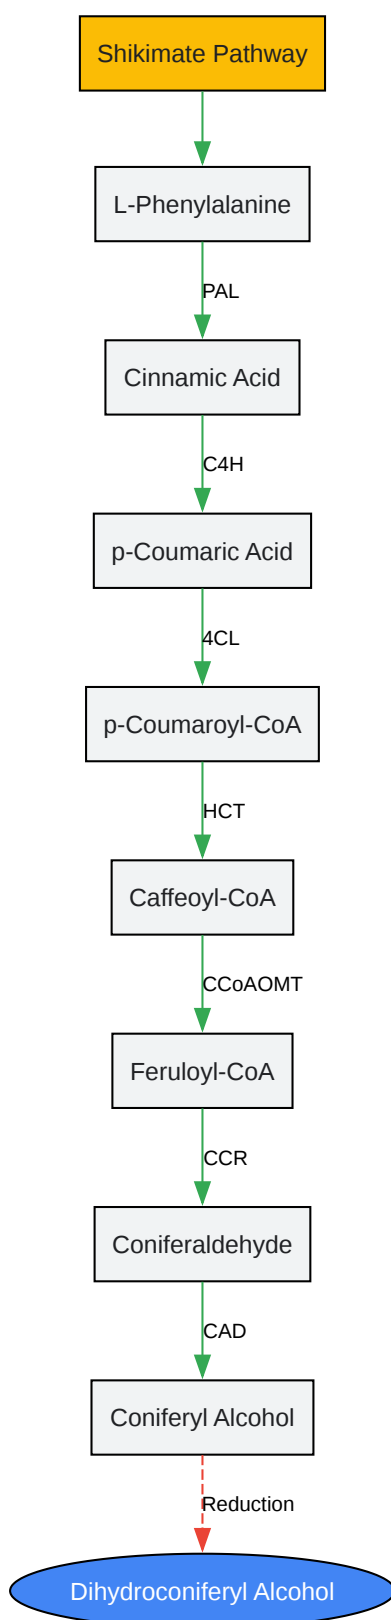 Shikimate Pathway
L-Phenylalanine
PAL
Cinnamic Acid
C4H
p-Coumaric Acid
4CL
p-Coumaroyl-CoA
HCT
Caffeoyl-CoA
CCoAOMT
Feruloyl-CoA
CCR
Coniferaldehyde
CAD
Coniferyl Alcohol
Reduction
Dihydroconiferyl Alcohol